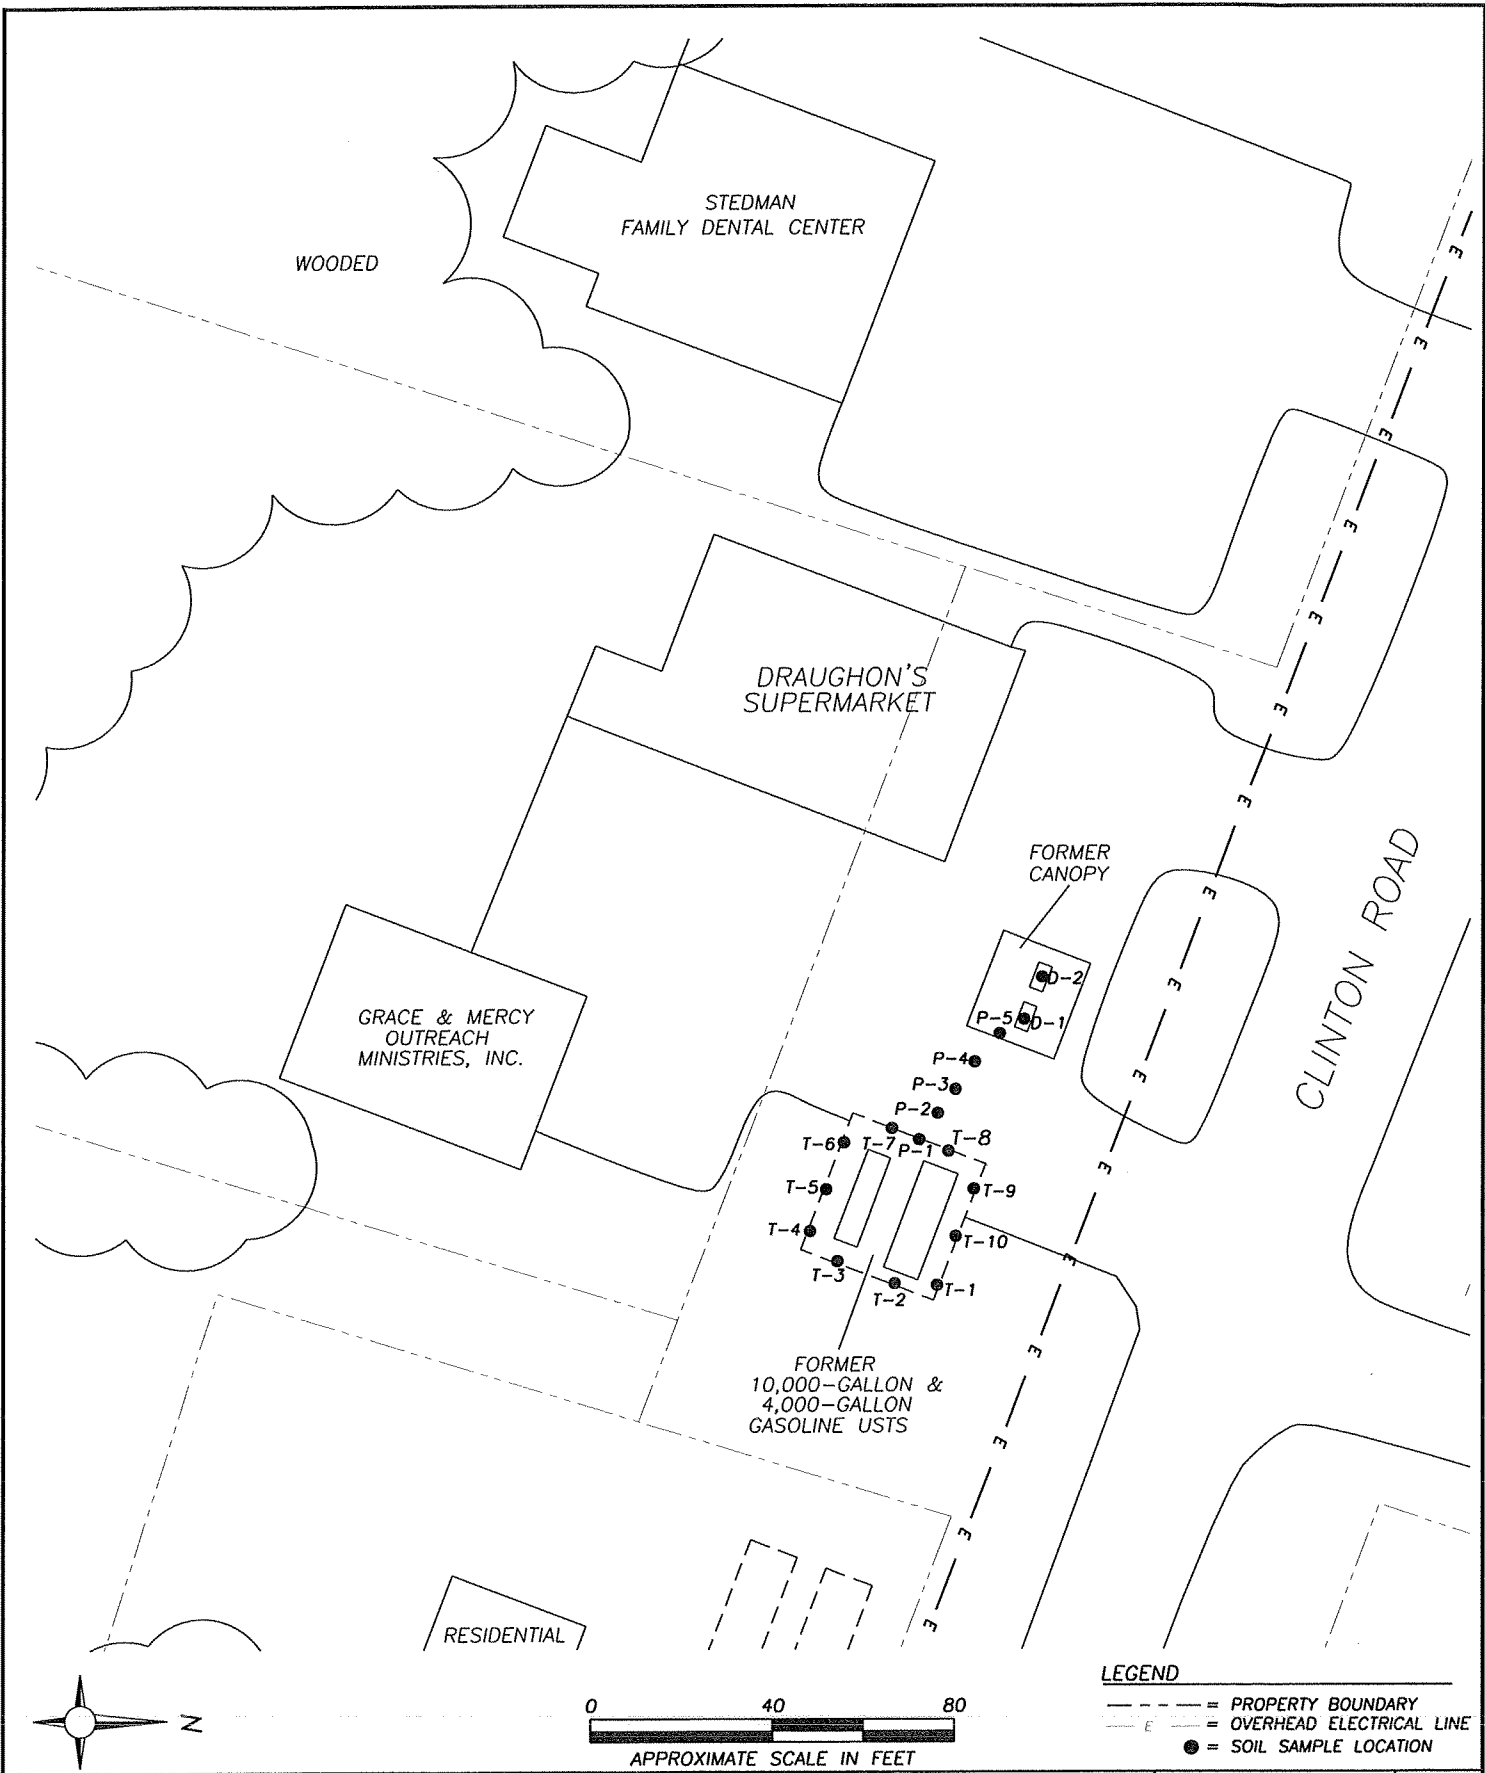 STEDMAN
FAMILY DENTAL CENTER
WOODED
E
E
E
E
E
DRAUGHON'S
SUPERMARKET
E
E
E
CLINTON ROAD
FORMER
CANOPY
E
E
E
E
E
E
E
E
E
D-2
D-1
P-5
P-4
P-3
P-2
GRACE & MERCY
OUTREACH
MINISTRIES, INC.
T-6
T-7
P-1
T-8
T-5
T-9
T-4
T-10
T-3
T-2
T-1
FORMER
10,000-GALLON &
4,000-GALLON
GASOLINE USTS
RESIDENTIAL
N
0 40 80
APPROXIMATE SCALE IN FEET
LEGEND
= PROPERTY BOUNDARY
E = OVERHEAD ELECTRICAL LINE
= SOIL SAMPLE LOCATION